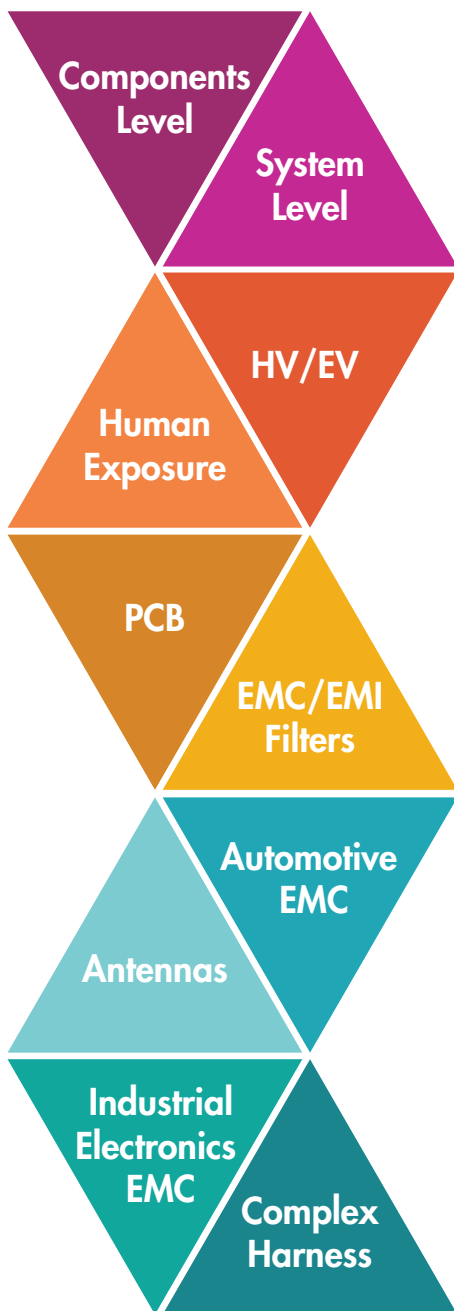 Components
Level
System
Level
HV/EV
Human
Exposure
PCB
EMC/EMI
Filters
Automotive
EMC
Antennas
Industrial
Electronics
EMC
Complex
Harness